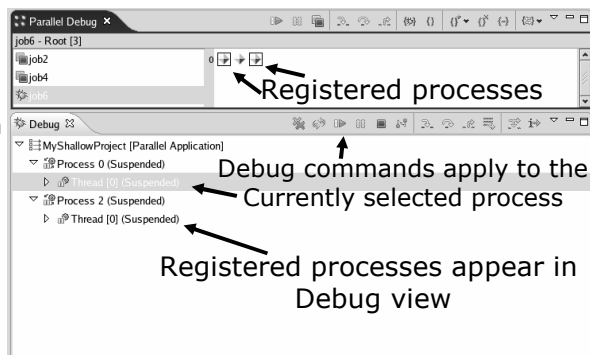 Parallel Debug
job6 - Root [3]
job2
0
job4
job6
Registered processes
Debug
MyShallowProject [Parallel Application]
Process 0 (Suspended)
Debug commands apply to the
Thread [0] (Suspended)
Currently selected process
Process 2 (Suspended)
Thread [0] (Suspended)
Registered processes appear in
Debug view